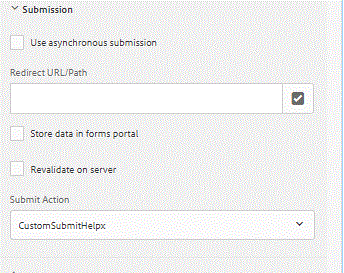 Submission
Use asynchronous submission
Redirect URL/Path
Store data in forms portal
Revalidate on server
Submit Action
CustomSubmitHelpx